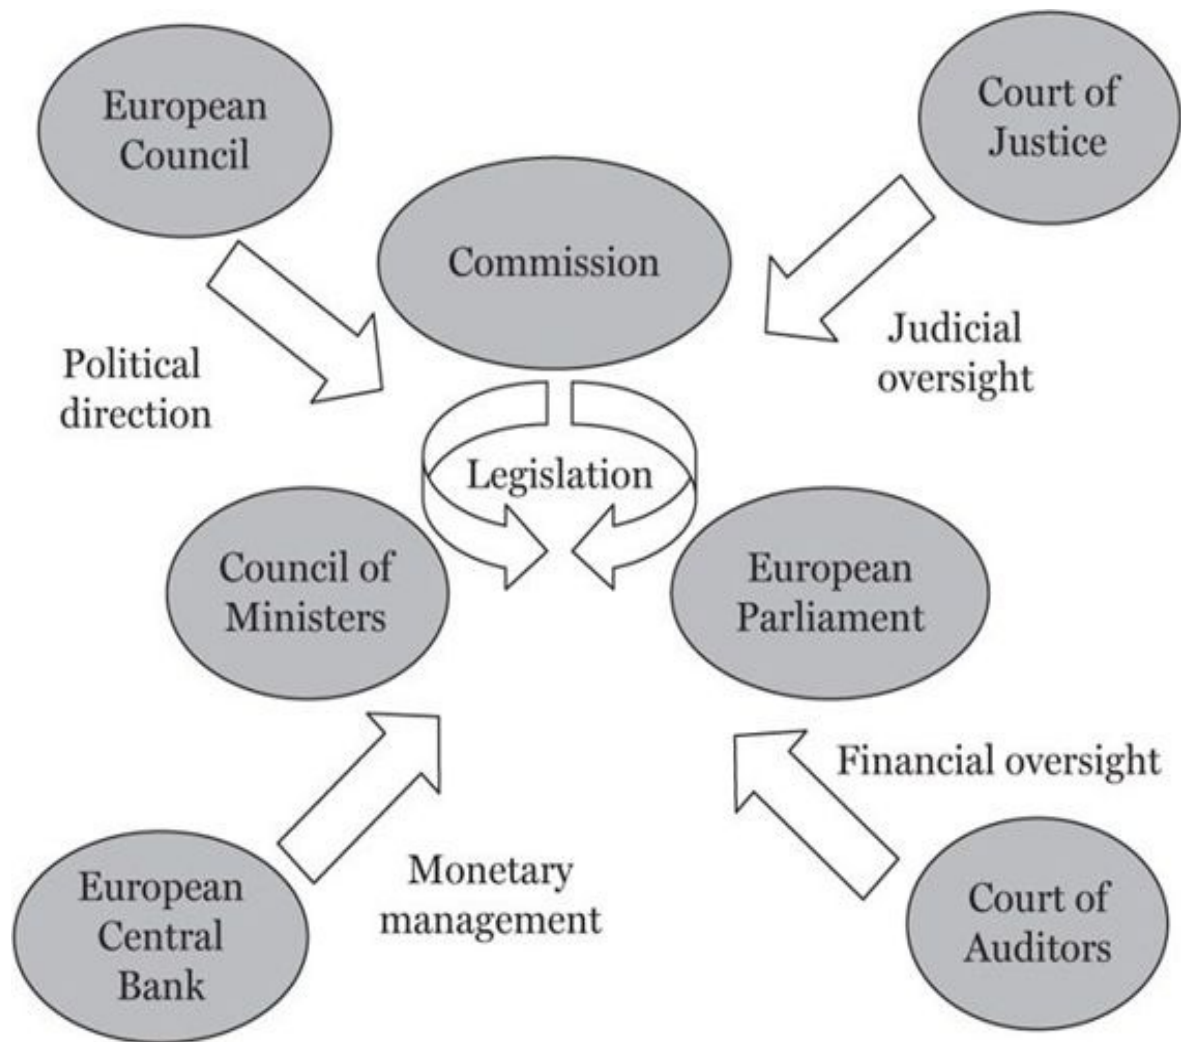 European
Council
Court of
Justice
Commission
Political
direction
Judicial
oversight
Legislation
Council of
Ministers
European
Parliament
Financial oversight
European
Central
Bank
Monetary
management
Court of
Auditors